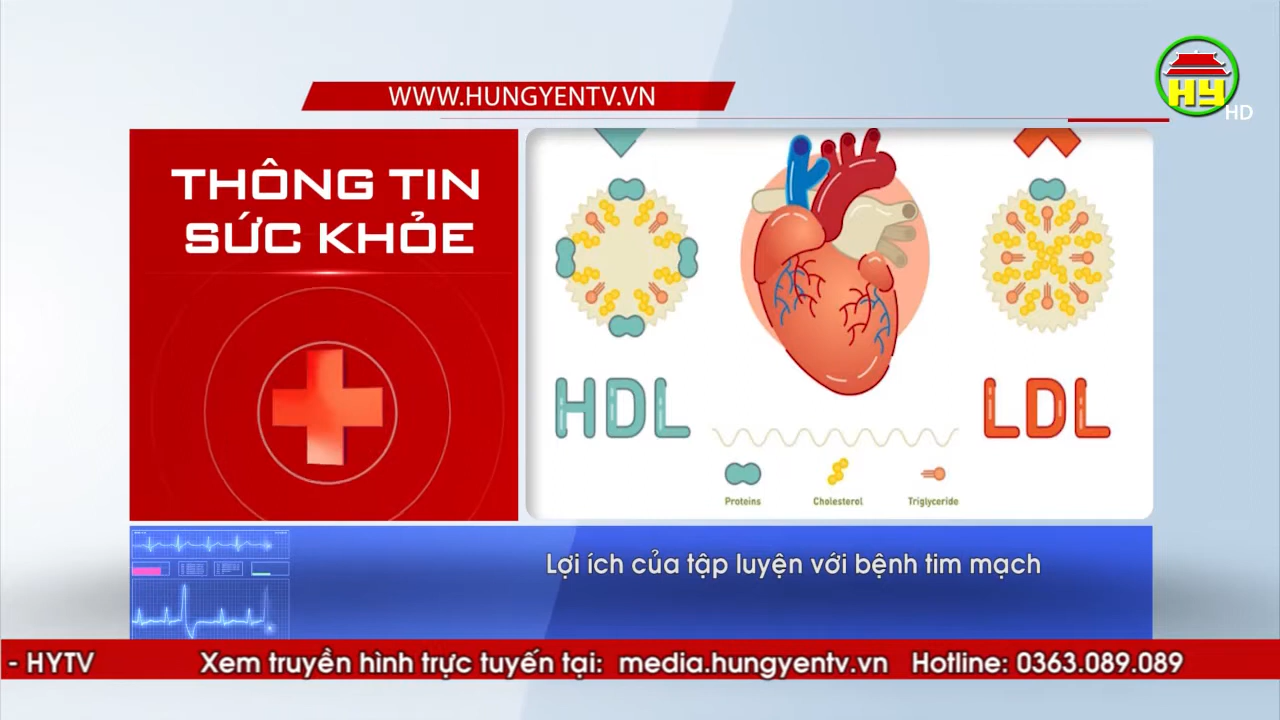 WWW.HUNGYENTV.VN
HY
HD
THÔNG TIN
SỨC KHỎE
HDL
LDL
Proteins
Cholesterol
Triglyceride
Lợi ích của tập luyện với bệnh tim mạch
- HYTV Xem truyền hình trực tuyến tại: media.hungyentv.vn Hotline: 0363.089.089